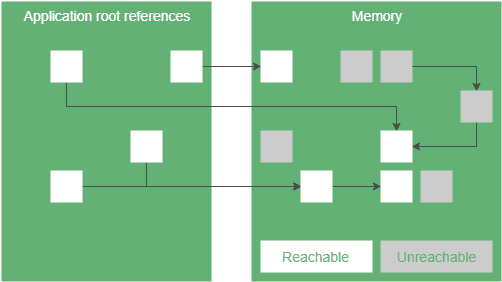 Application root references
Memory
Reachable
Unreachable